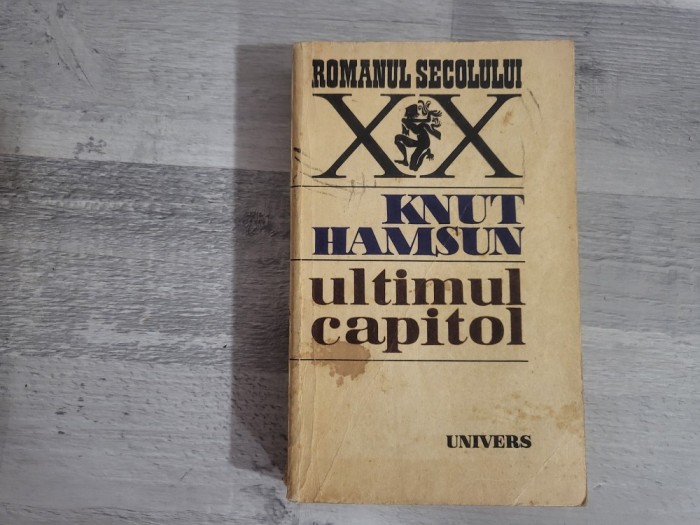 ROMANUL SECOLULUI
XX
KNUT
HAMSUN
ultimul
capitol
UNIVERS